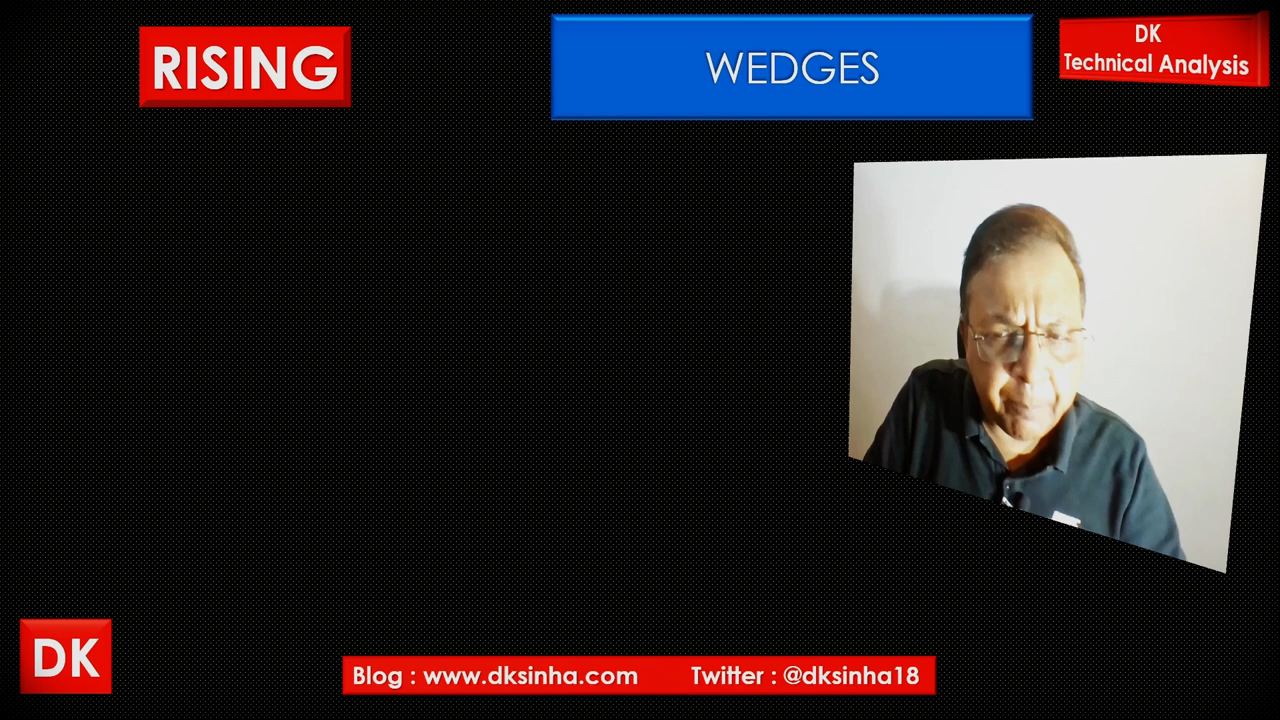 RISING
WEDGES
DK
Technical Analysis
DK
Blog : www.dksinha.com Twitter : @dksinha18